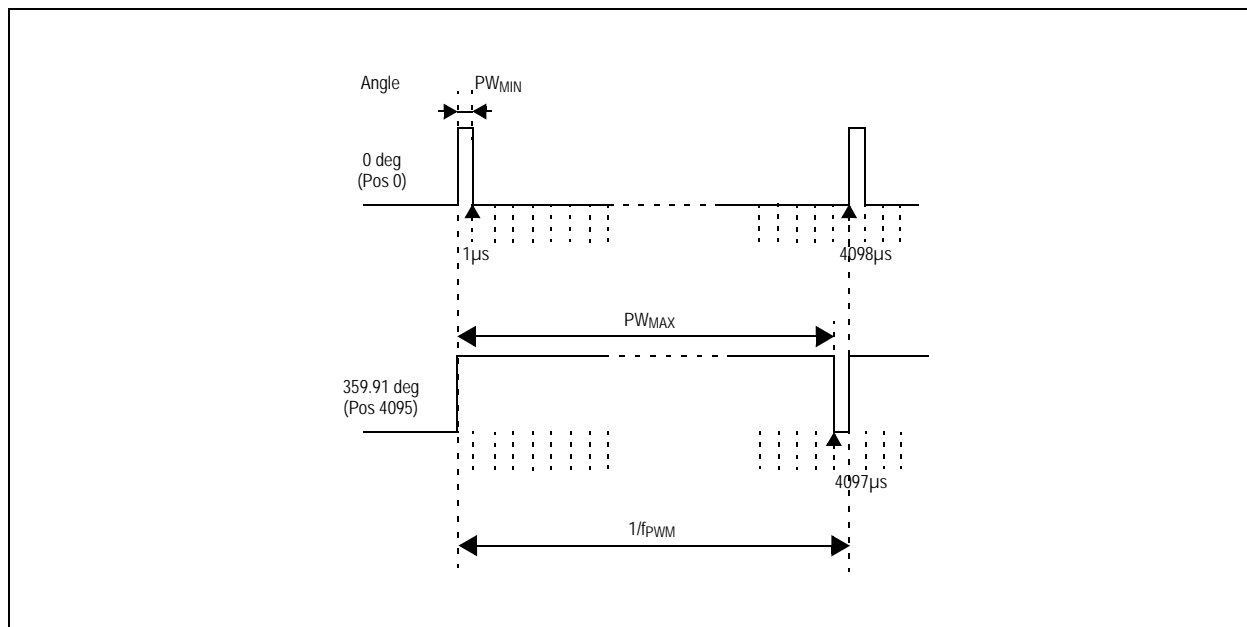 Angle
PWMIN
0 deg
(Pos 0)
1µs
4098µs
PWMAX
359.91 deg
(Pos 4095)
4097µs
1/fPWM